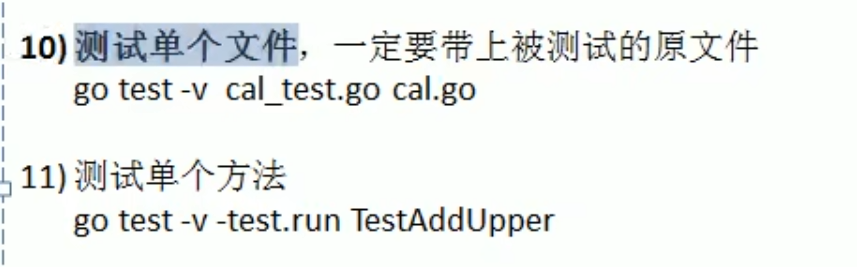 10) 测试单个文件，一定要带上被测试的原文件
go test -v cal_test.go cal.go
11) 测试单个方法
go test -v -test.run TestAddUpper